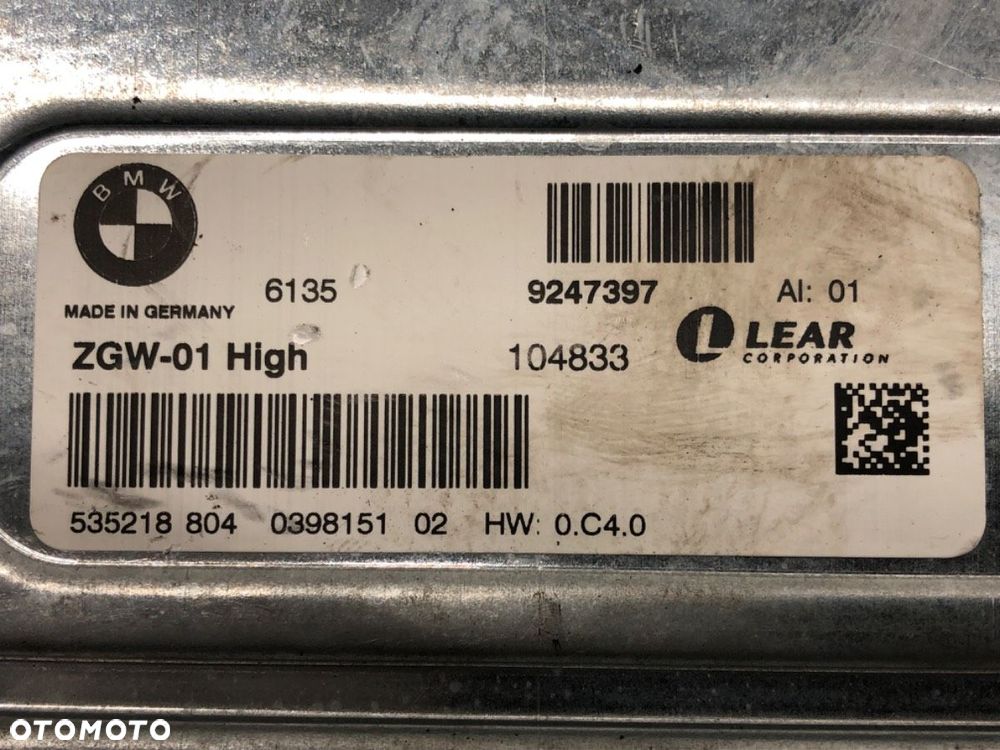 BMW
MADE IN GERMANY
6135
9247397
AI: 01
ZGW-01 High
104833
LEAR
CORPORATION
535218 804 0398151 02 HW: 0.C4.0
OTOMOTO